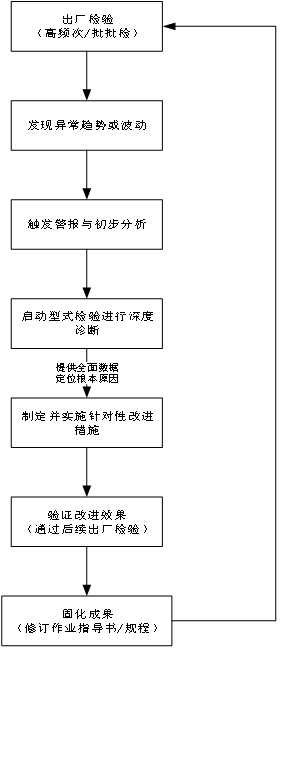 出厂检验
（高频次/批批检）
发现异常趋势或波动
触发警报与初步分析
启动型式检验进行深度
诊断
提供全面数据
定位根本原因
制定并实施针对性改进
措施
验证改进效果
（通过后续出厂检验）
固化成果
（修订作业指导书/规程）